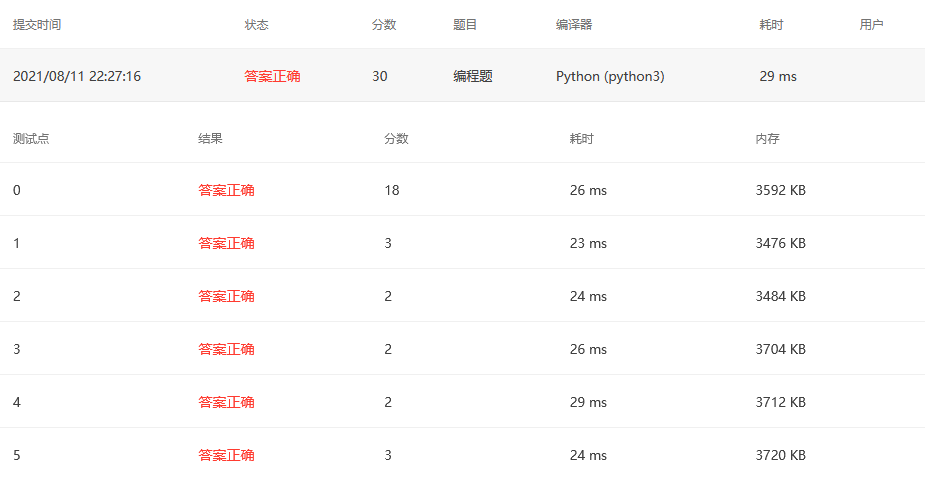 提交时间 状态 分数 题目 编译器 耗时 用户
2021/08/11 22:27:16 答案正确 30 编程题 Python (python3) 29 ms
测试点 结果 分数 耗时 内存
0 答案正确 18 26 ms 3592 KB
1 答案正确 3 23 ms 3476 KB
2 答案正确 2 24 ms 3484 KB
3 答案正确 2 26 ms 3704 KB
4 答案正确 2 29 ms 3712 KB
5 答案正确 3 24 ms 3720 KB